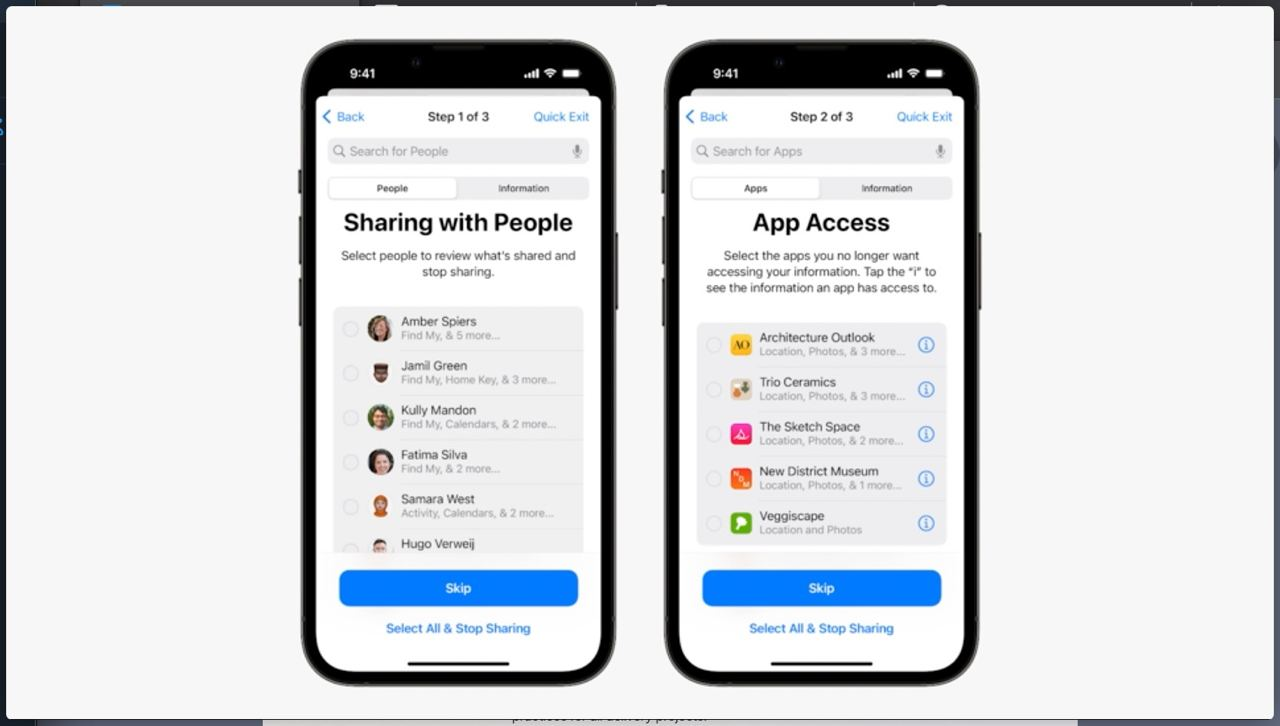 9:41
Back
Step 1 of 3
Quick Exit
Search for People
People
Information
Sharing with People
Select people to review what's shared and
stop sharing.
Amber Spiers
Find My, & 5 more...
Jamil Green
Find My, Home Key, & 3 more...
Kully Mandon
Find My, Calendars, & 2 more...
Fatima Silva
Find My, & 2 more...
Samara West
Activity, Calendars, & 2 more...
Hugo Verweij
Skip
Select All & Stop Sharing
9:41
Back
Step 2 of 3
Quick Exit
Search for Apps
Apps
Information
App Access
Select the apps you no longer want
accessing your information. Tap the “i” to
see the information an app has access to.
AO
Architecture Outlook
Location, Photos, & 3 more...
Trio Ceramics
Location, Photos, & 3 more...
The Sketch Space
Location, Photos, & 2 more...
NDM
New District Museum
Location, Photos, & 1 more...
Veggiscape
Location and Photos
Skip
Select All & Stop Sharing
practices for all delivery projects.